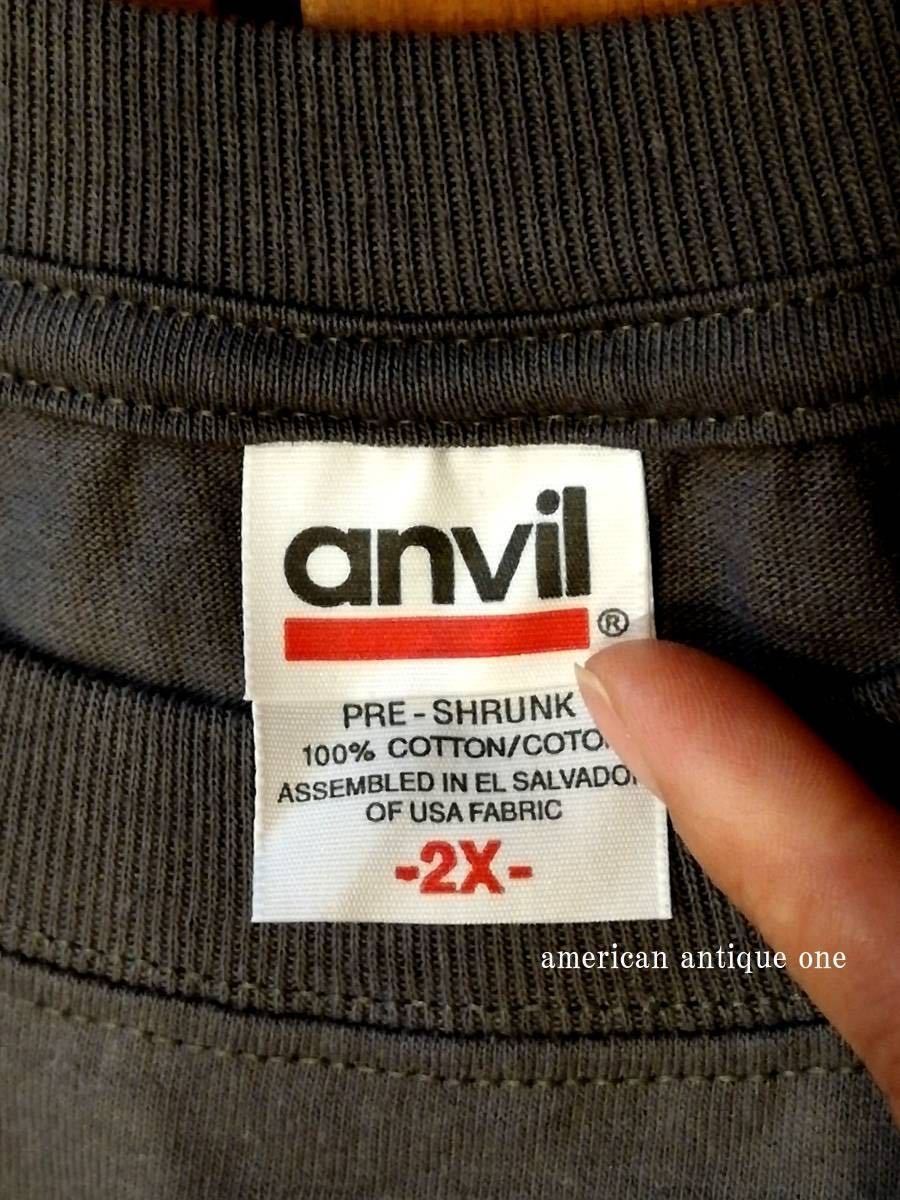 anvil
®
PRE-SHRUNK
100% COTTON/COTO
ASSEMBLED IN EL SALVADO
OF USA FABRIC
-2X-
american antique one